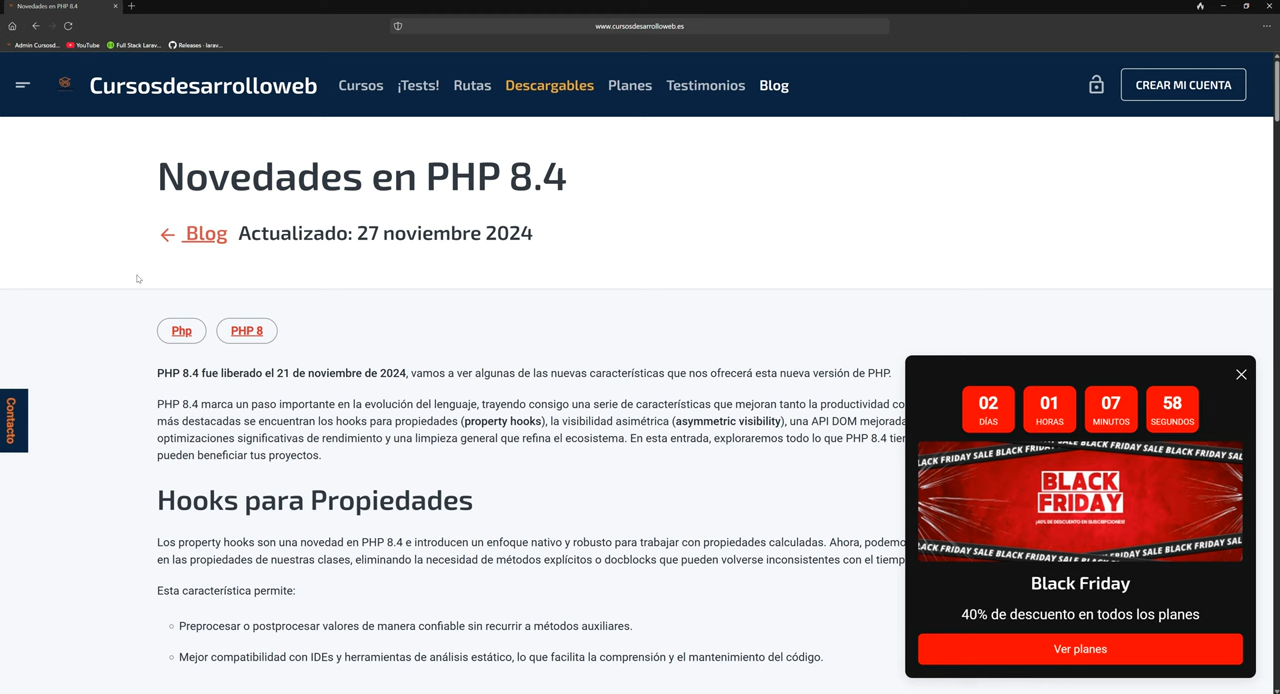 Novedades en PHP 8.4
www.cursosdesarrolloweb.es
Admin Cursosd...
YouTube
Full Stack Larav...
Releases · larav...
Cursosdesarrolloweb
Cursos
¡Tests!
Rutas
Descargables
Planes
Testimonios
Blog
CREAR MI CUENTA
Novedades en PHP 8.4
← Blog Actualizado: 27 noviembre 2024
Php
PHP 8
Contacto
PHP 8.4 fue liberado el 21 de noviembre de 2024, vamos a ver algunas de las nuevas características que nos ofrecerá esta nueva versión de PHP.
PHP 8.4 marca un paso importante en la evolución del lenguaje, trayendo consigo una serie de características que mejoran tanto la productividad co
más destacadas se encuentran los hooks para propiedades (property hooks), la visibilidad asimétrica (asymmetric visibility), una API DOM mejorada
optimizaciones significativas de rendimiento y una limpieza general que refina el ecosistema. En esta entrada, exploraremos todo lo que PHP 8.4 tier
pueden beneficiar tus proyectos.
Hooks para Propiedades
Los property hooks son una novedad en PHP 8.4 e introducen un enfoque nativo y robusto para trabajar con propiedades calculadas. Ahora, podemo
en las propiedades de nuestras clases, eliminando la necesidad de métodos explícitos o docblocks que pueden volverse inconsistentes con el tiemp
Esta característica permite:
Preprocesar o postprocesar valores de manera confiable sin recurrir a métodos auxiliares.
Mejor compatibilidad con IDEs y herramientas de análisis estático, lo que facilita la comprensión y el mantenimiento del código.
02
DÍAS
01
HORAS
07
MINUTOS
58
SEGUNDOS
LACK FRIDAY SALE BLACK FRIDAY SALE BLACK FRIDAY SALE BLACK FRIDAY SAL
BLACK
FRIDAY
¡40% DE DESCUENTO EN SUSCRIPCIONES!
LACK FRIDAY SALE BLACK FRIDAY SALE BLACK FRIDAY SALE BLACK FRIDAY SAL
Black Friday
40% de descuento en todos los planes
Ver planes